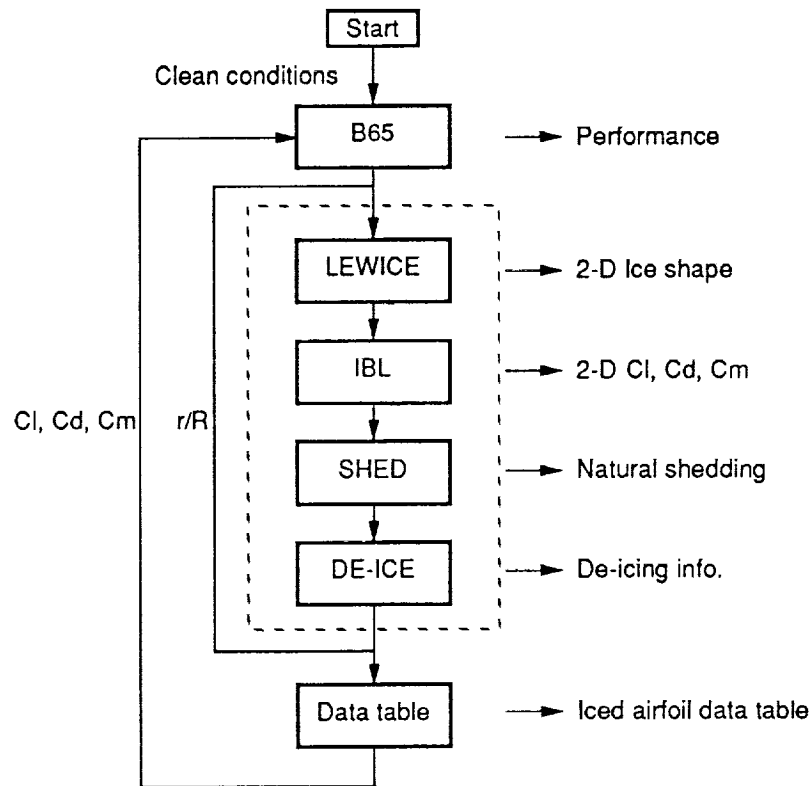 Start
Clean conditions
B65
Performance
LEWICE
2-D Ice shape
IBL
2-D Cl, Cd, Cm
Cl, Cd, Cm
r/R
SHED
Natural shedding
DE-ICE
De-icing info.
Data table
Iced airfoil data table